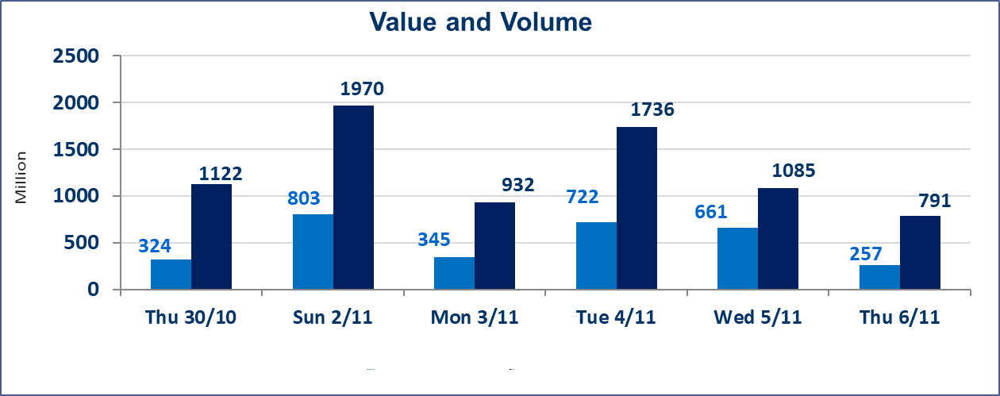 Value and Volume
Million
2500
2000
1500
1000
500
0
324
1122
803
1970
345
932
722
1736
661
1085
257
791
Thu 30/10
Sun 2/11
Mon 3/11
Tue 4/11
Wed 5/11
Thu 6/11